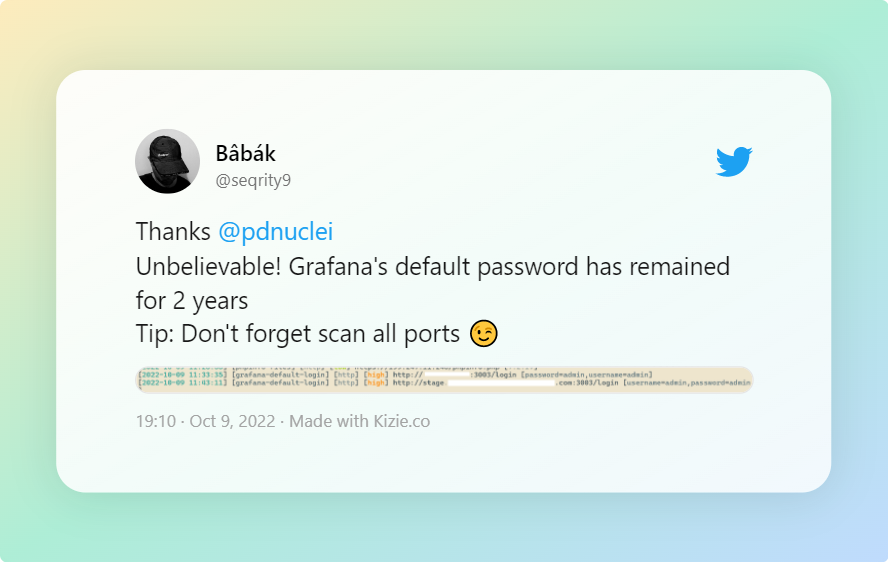 Bâbák
@seqrity9
Thanks @pdnuclei
Unbelievable! Grafana's default password has remained
for 2 years
Tip: Don't forget scan all ports 😉
[2022-10-09 11:33:35] [grafana-default-login] [http] [high] http:// :3003/login [password=admin,username=admin]
[2022-10-09 11:43:11] [grafana-default-login] [http] [high] http://stage. .com:3003/login [username=admin,password=admin
19:10 · Oct 9, 2022 · Made with Kizie.co